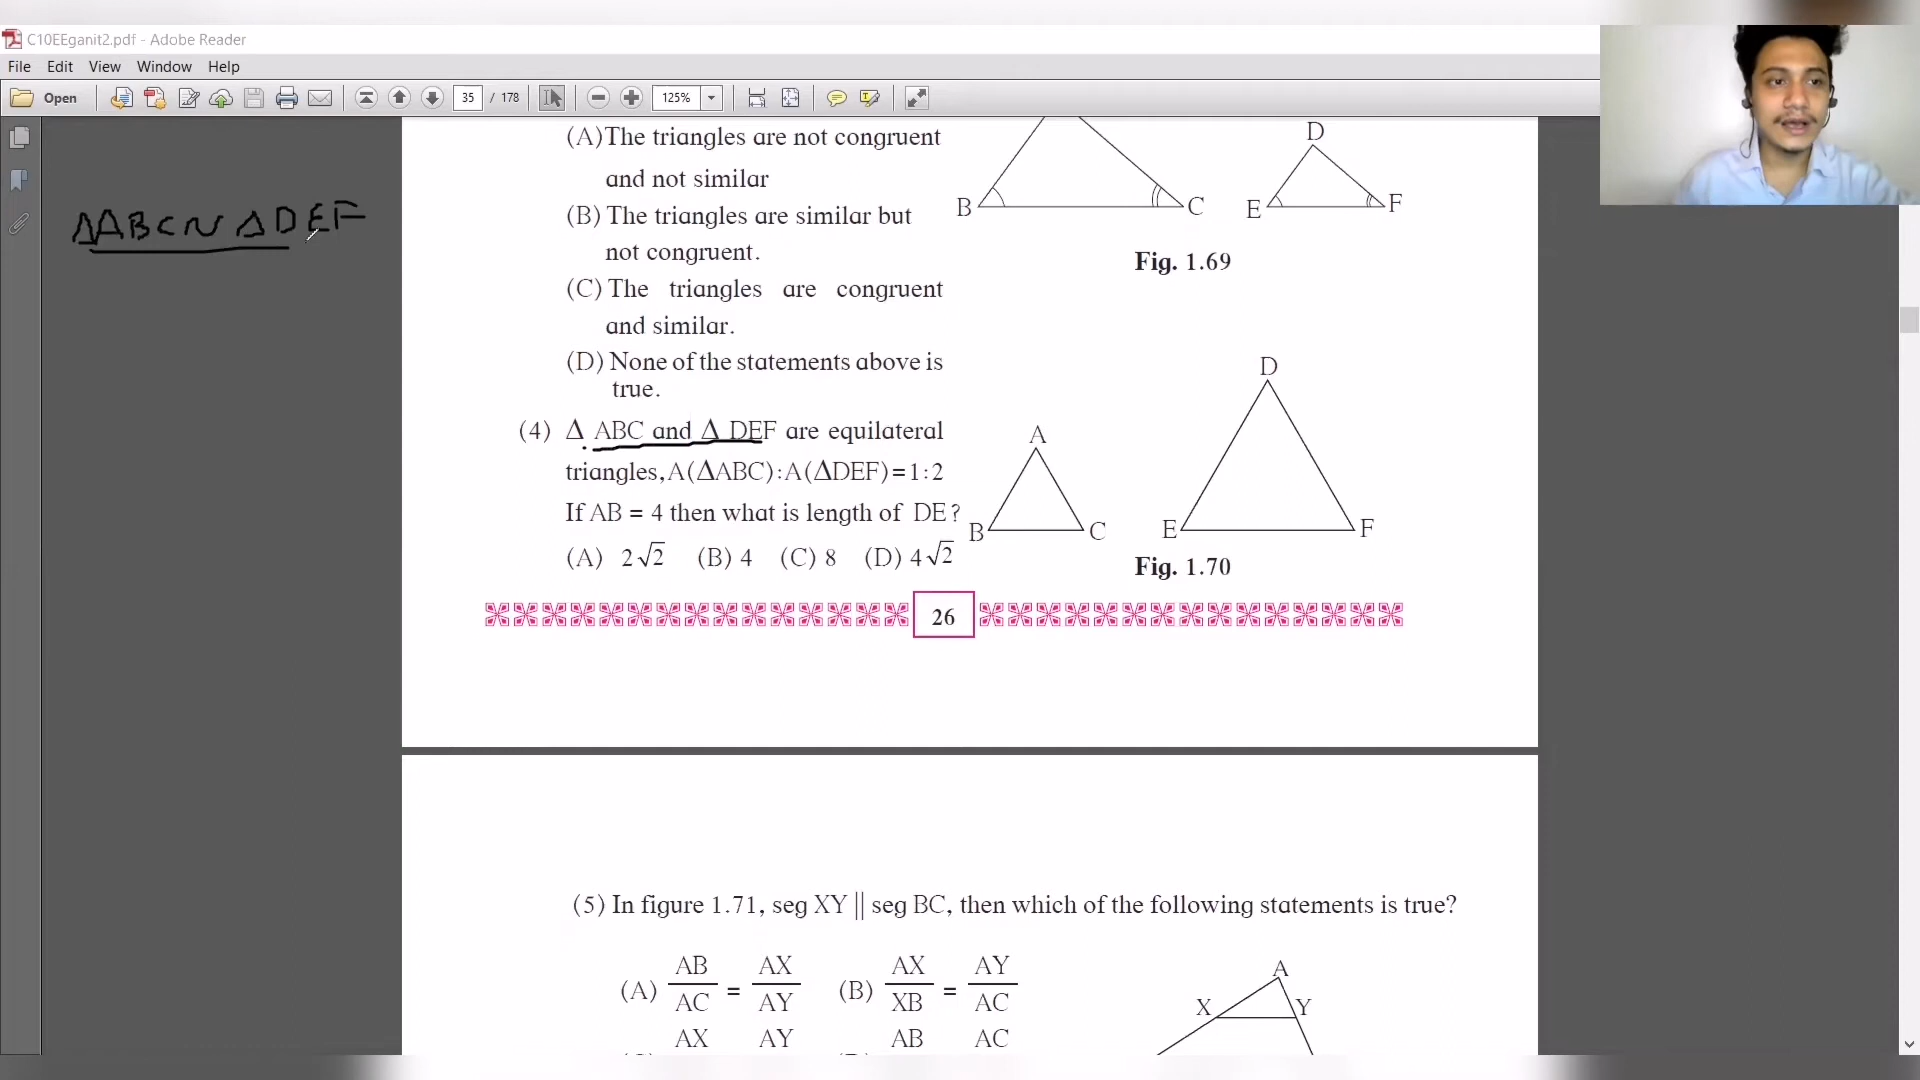 C10EEganit2.pdf - Adobe Reader
File Edit View Window Help
Open 35 / 178 125%
ΔABC ~ ΔDEF
(A) The triangles are not congruent
and not similar
(B) The triangles are similar but
not congruent.
(C) The triangles are congruent
and similar.
(D) None of the statements above is
true.
B C
D
E F
Fig. 1.69
(4) Δ ABC and Δ DEF are equilateral
triangles, A(ΔABC):A(ΔDEF)=1:2
If AB = 4 then what is length of DE?
(A) 2√2 (B) 4 (C) 8 (D) 4√2
A
B C
D
E F
Fig. 1.70
26
(5) In figure 1.71, seg XY || seg BC, then which of the following statements is true?
(A) AB/AC = AX/AY (B) AX/XB = AY/AC
AX AY AB AC
A
X Y